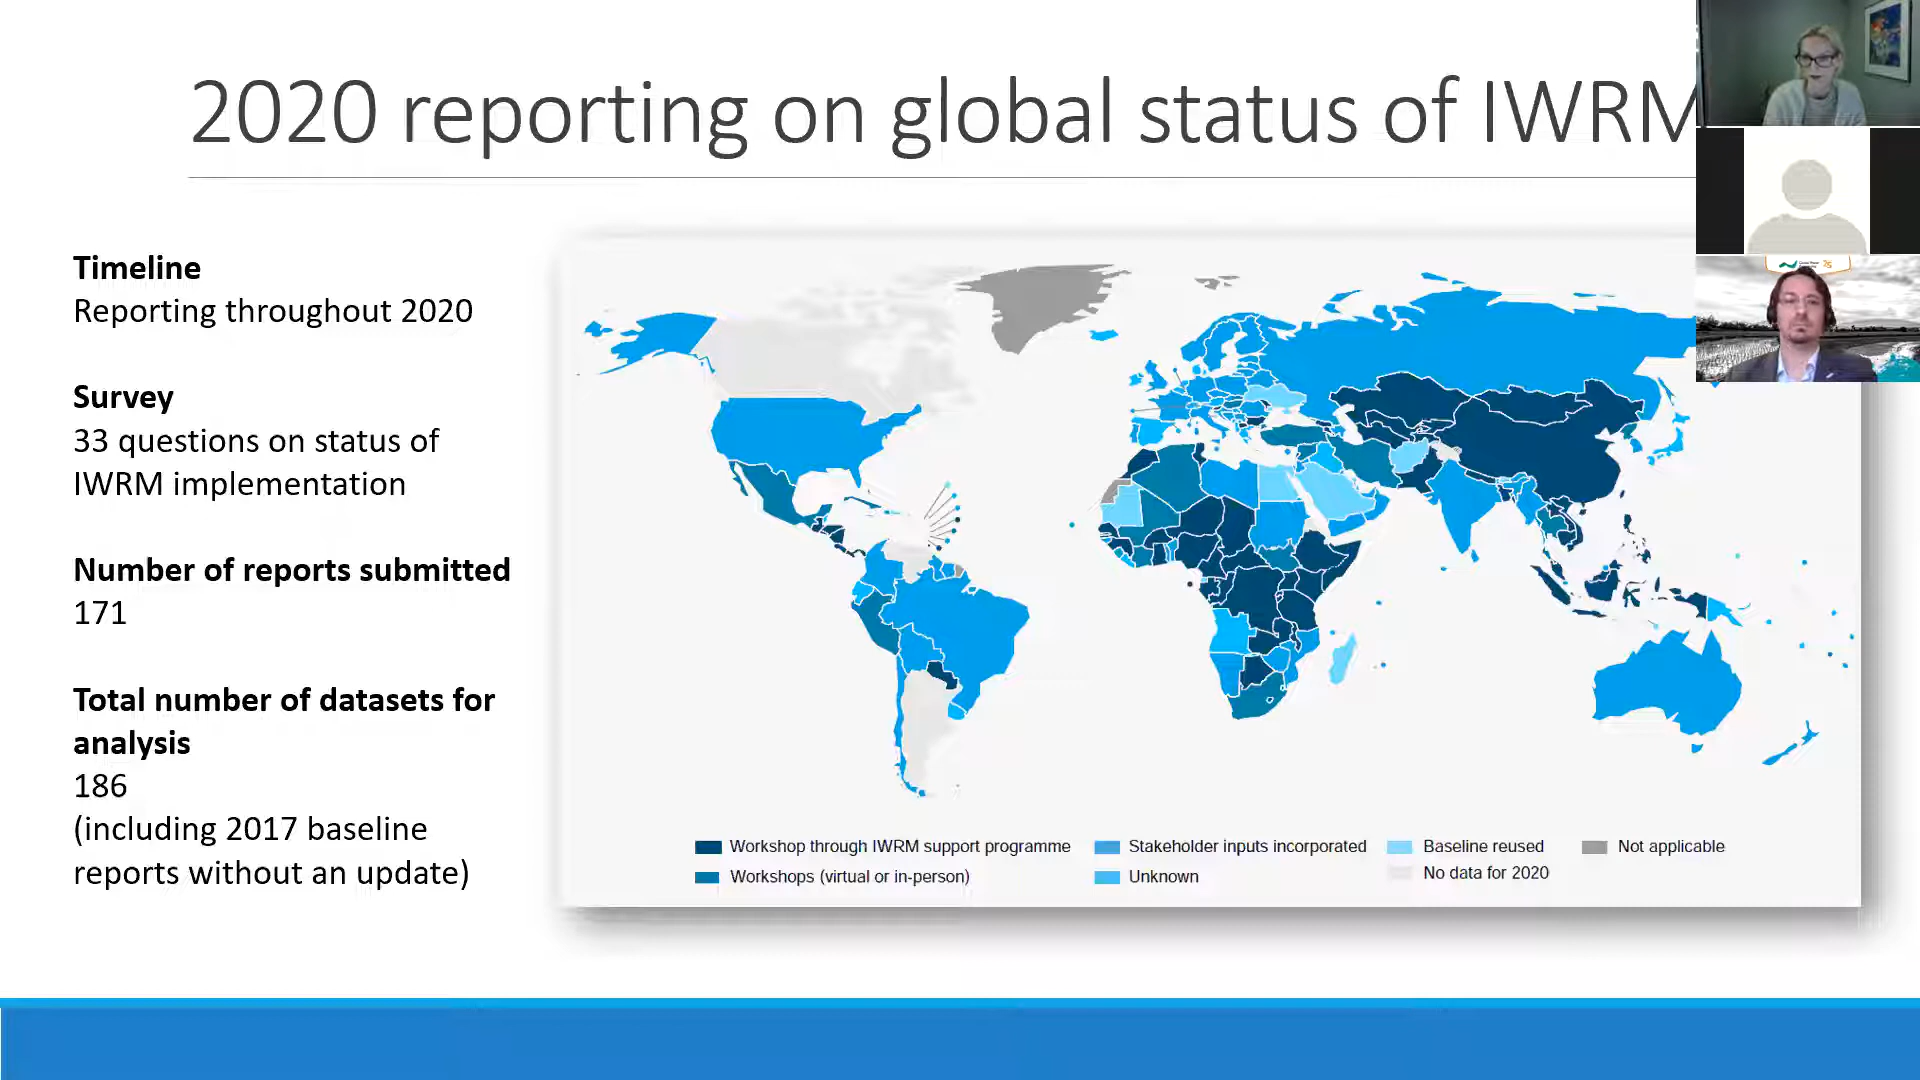 2020 reporting on global status of IWRM
Timeline
Reporting throughout 2020
Survey
33 questions on status of
IWRM implementation
Number of reports submitted
171
Total number of datasets for
analysis
186
(including 2017 baseline
reports without an update)
Workshop through IWRM support programme
Stakeholder inputs incorporated
Baseline reused
Not applicable
Workshops (virtual or in-person)
Unknown
No data for 2020